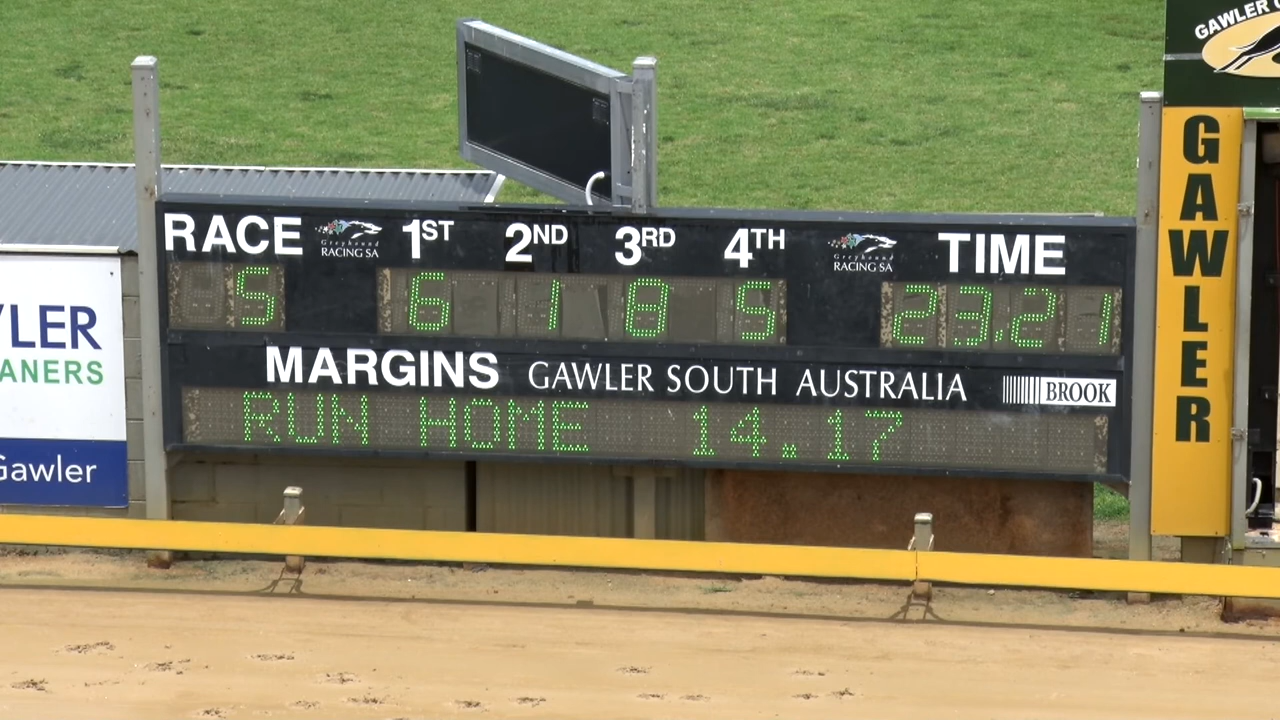 GAWLER
RACE
Greyhound
RACING SA
1ST 2ND 3RD 4TH
Greyhound
RACING SA
TIME
5 6 1 8 5 23.21
MARGINS GAWLER SOUTH AUSTRALIA BROOK
RUN HOME 14.17
GAWLER
LER
ANERS
Gawler